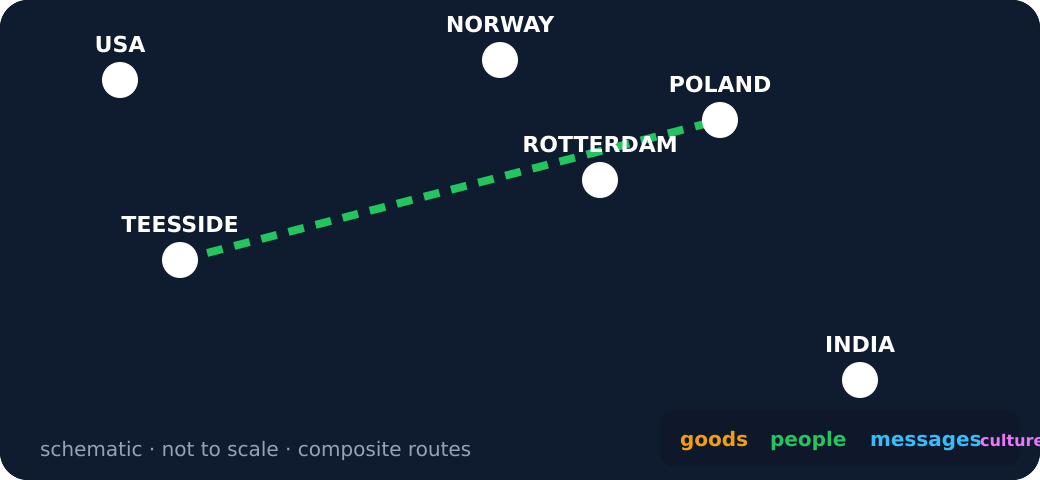 NORWAY
USA
POLAND
ROTTERDAM
TEESSIDE
INDIA
goods people messages culture
schematic · not to scale · composite routes